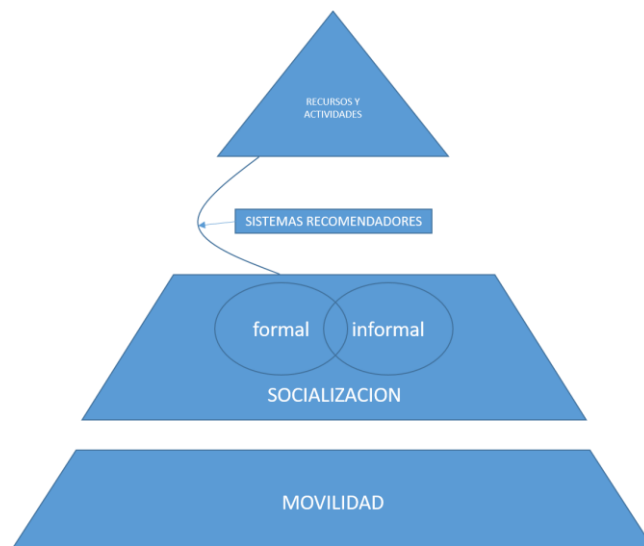 RECURSOS Y
ACTIVIDADES
SISTEMAS RECOMENDADORES
formal
informal
SOCIALIZACION
MOVILIDAD